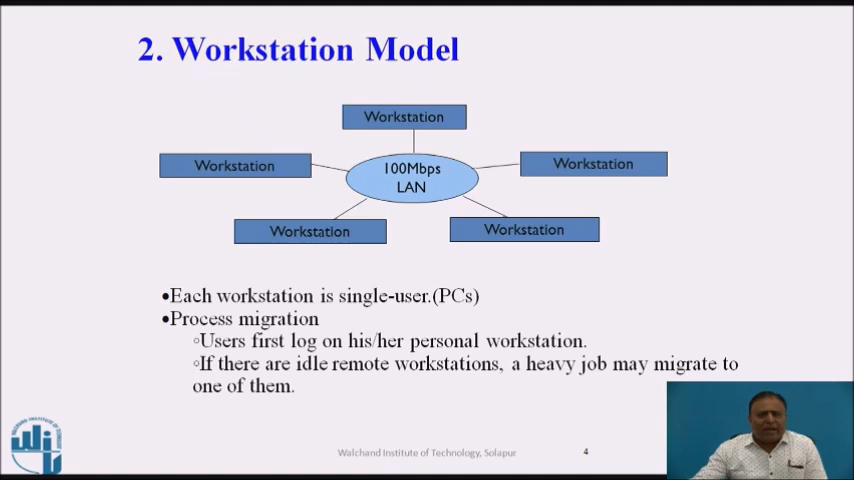 2. Workstation Model
Workstation
Workstation
100Mbps
LAN
Workstation
Workstation
Workstation
•Each workstation is single-user.(PCs)
•Process migration
◦Users first log on his/her personal workstation.
◦If there are idle remote workstations, a heavy job may migrate to
one of them.
Walchand Institute of Technology, Solapur
4